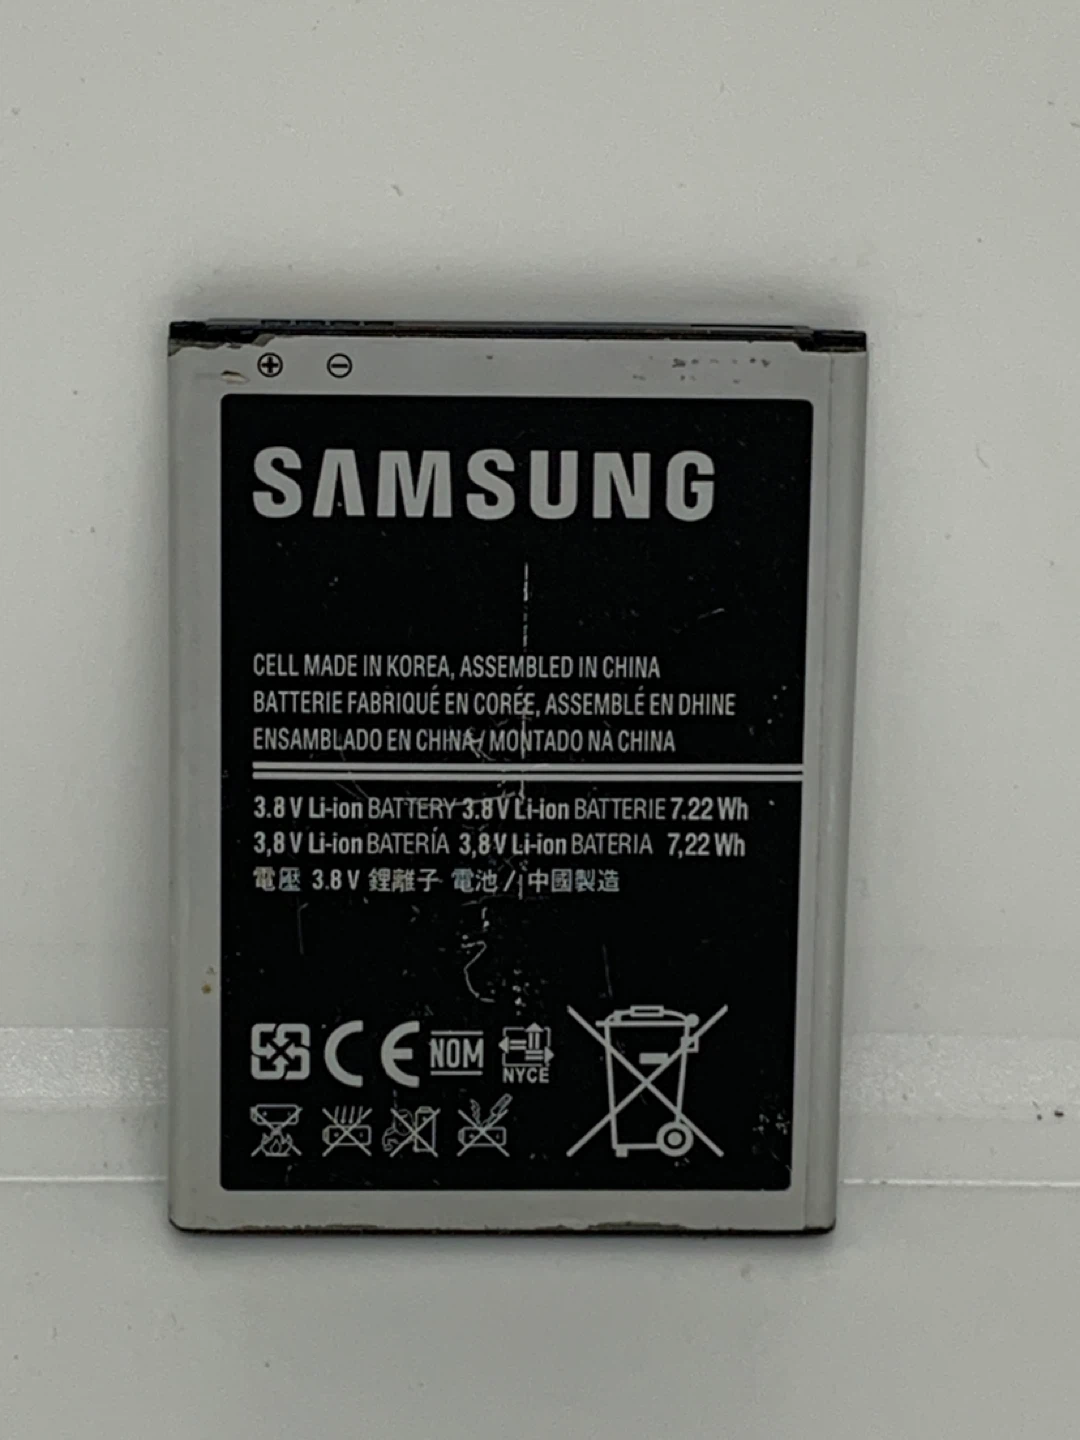 SAMSUNG
CELL MADE IN KOREA, ASSEMBLED IN CHINA
BATTERIE FABRIQUÉ EN CORÉE, ASSEMBLÉ EN DHINE
ENSAMBLADO EN CHINA / MONTADO NA CHINA
3.8 V Li-ion BATTERY 3.8 V Li-ion BATTERIE 7.22 Wh
3,8 V Li-ion BATERÍA 3,8 V Li-ion BATERIA 7,22 Wh
電壓 3.8 V 鋰離子 電池 / 中國製造
CE NOM NYCE